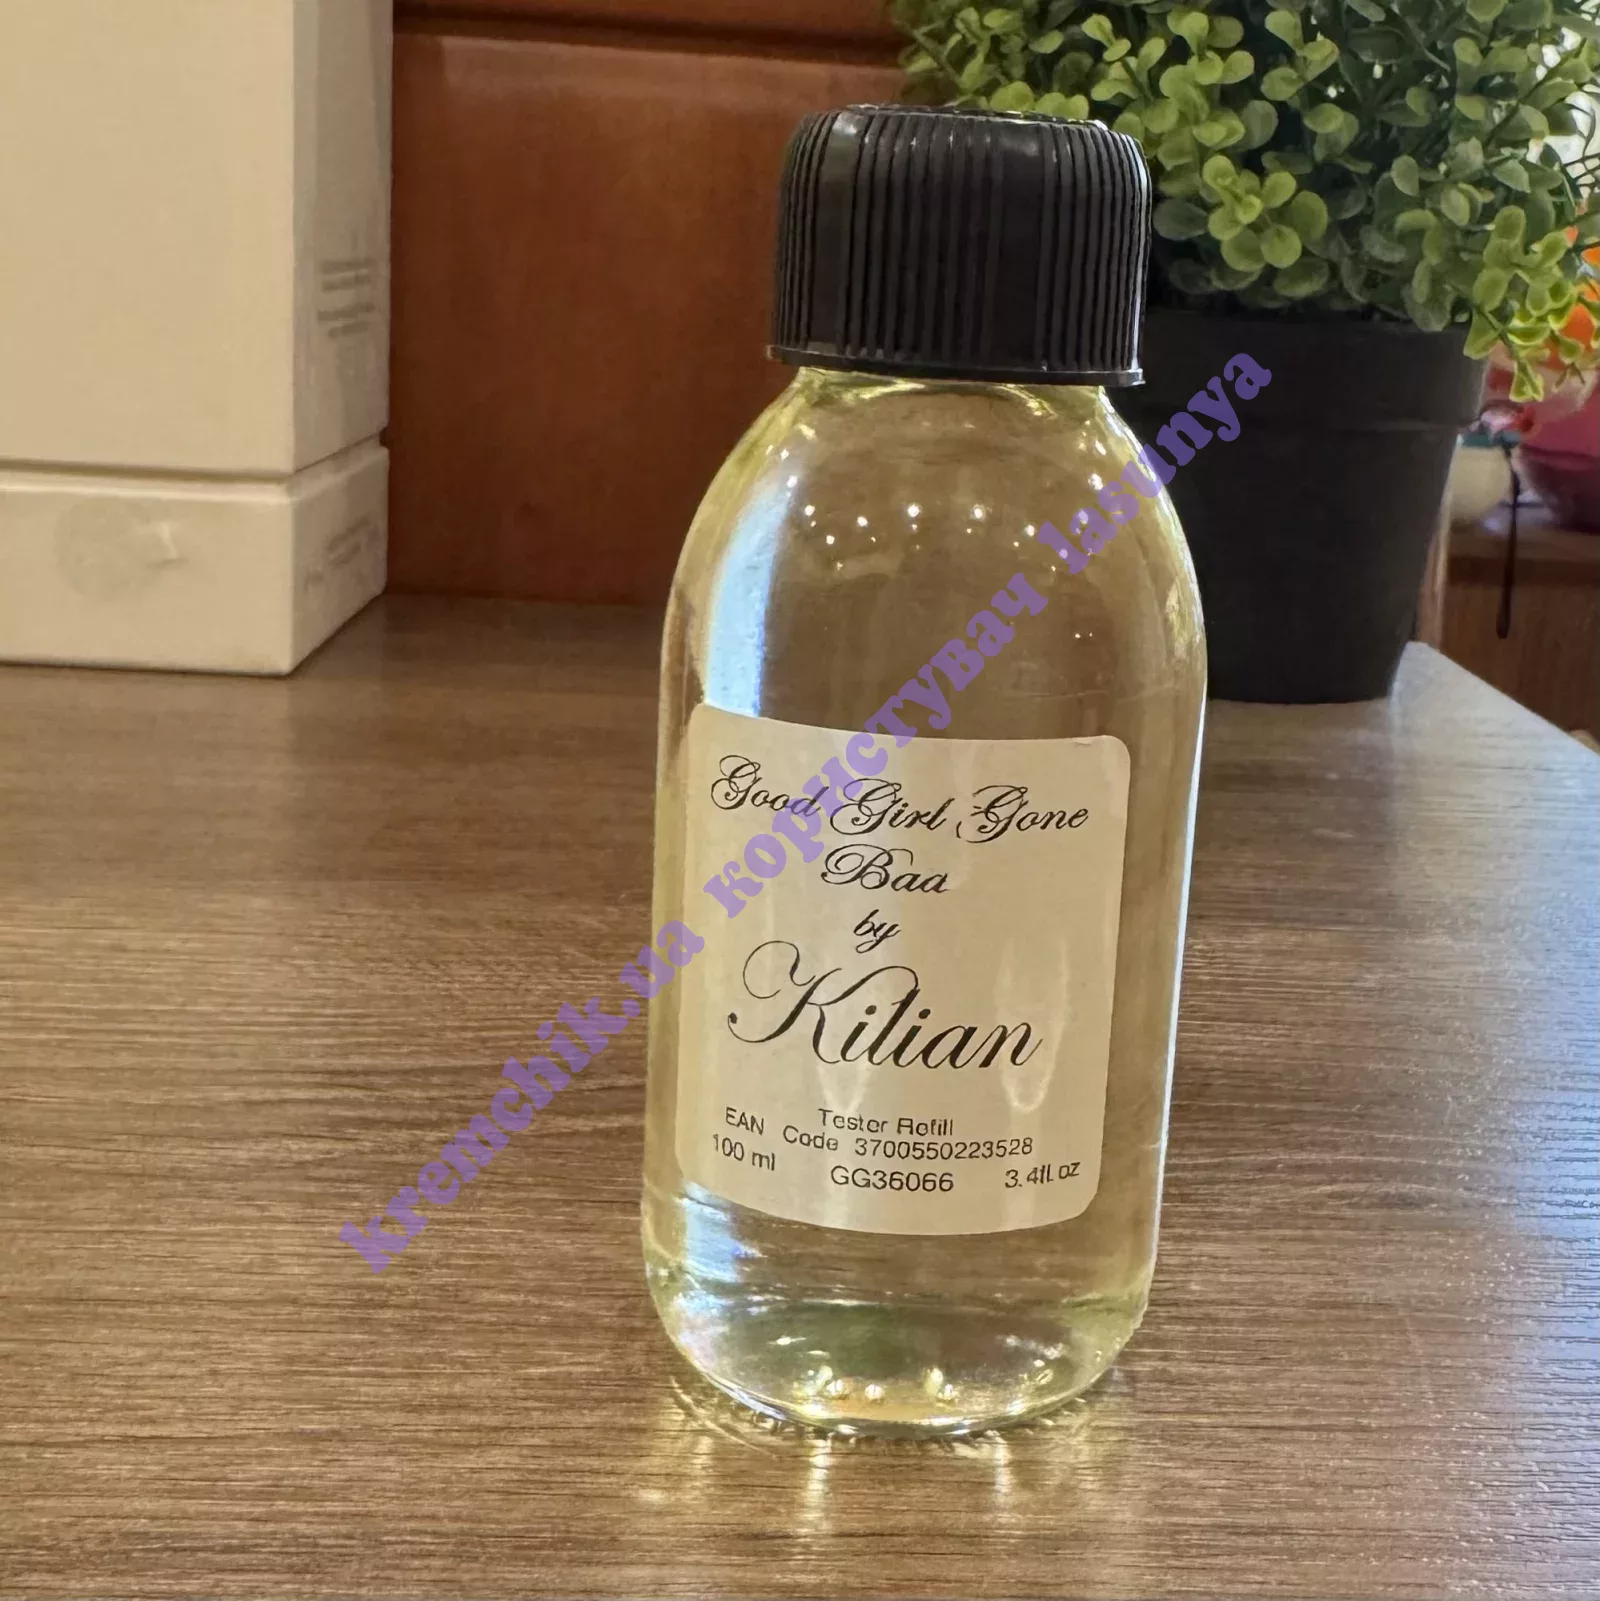 Good Girl Gone
Bad
by
Kilian
Tester Refill
EAN Code 3700550223528
100 ml GG36066 3.4fl. oz
kremchik.ua користувач lasunya